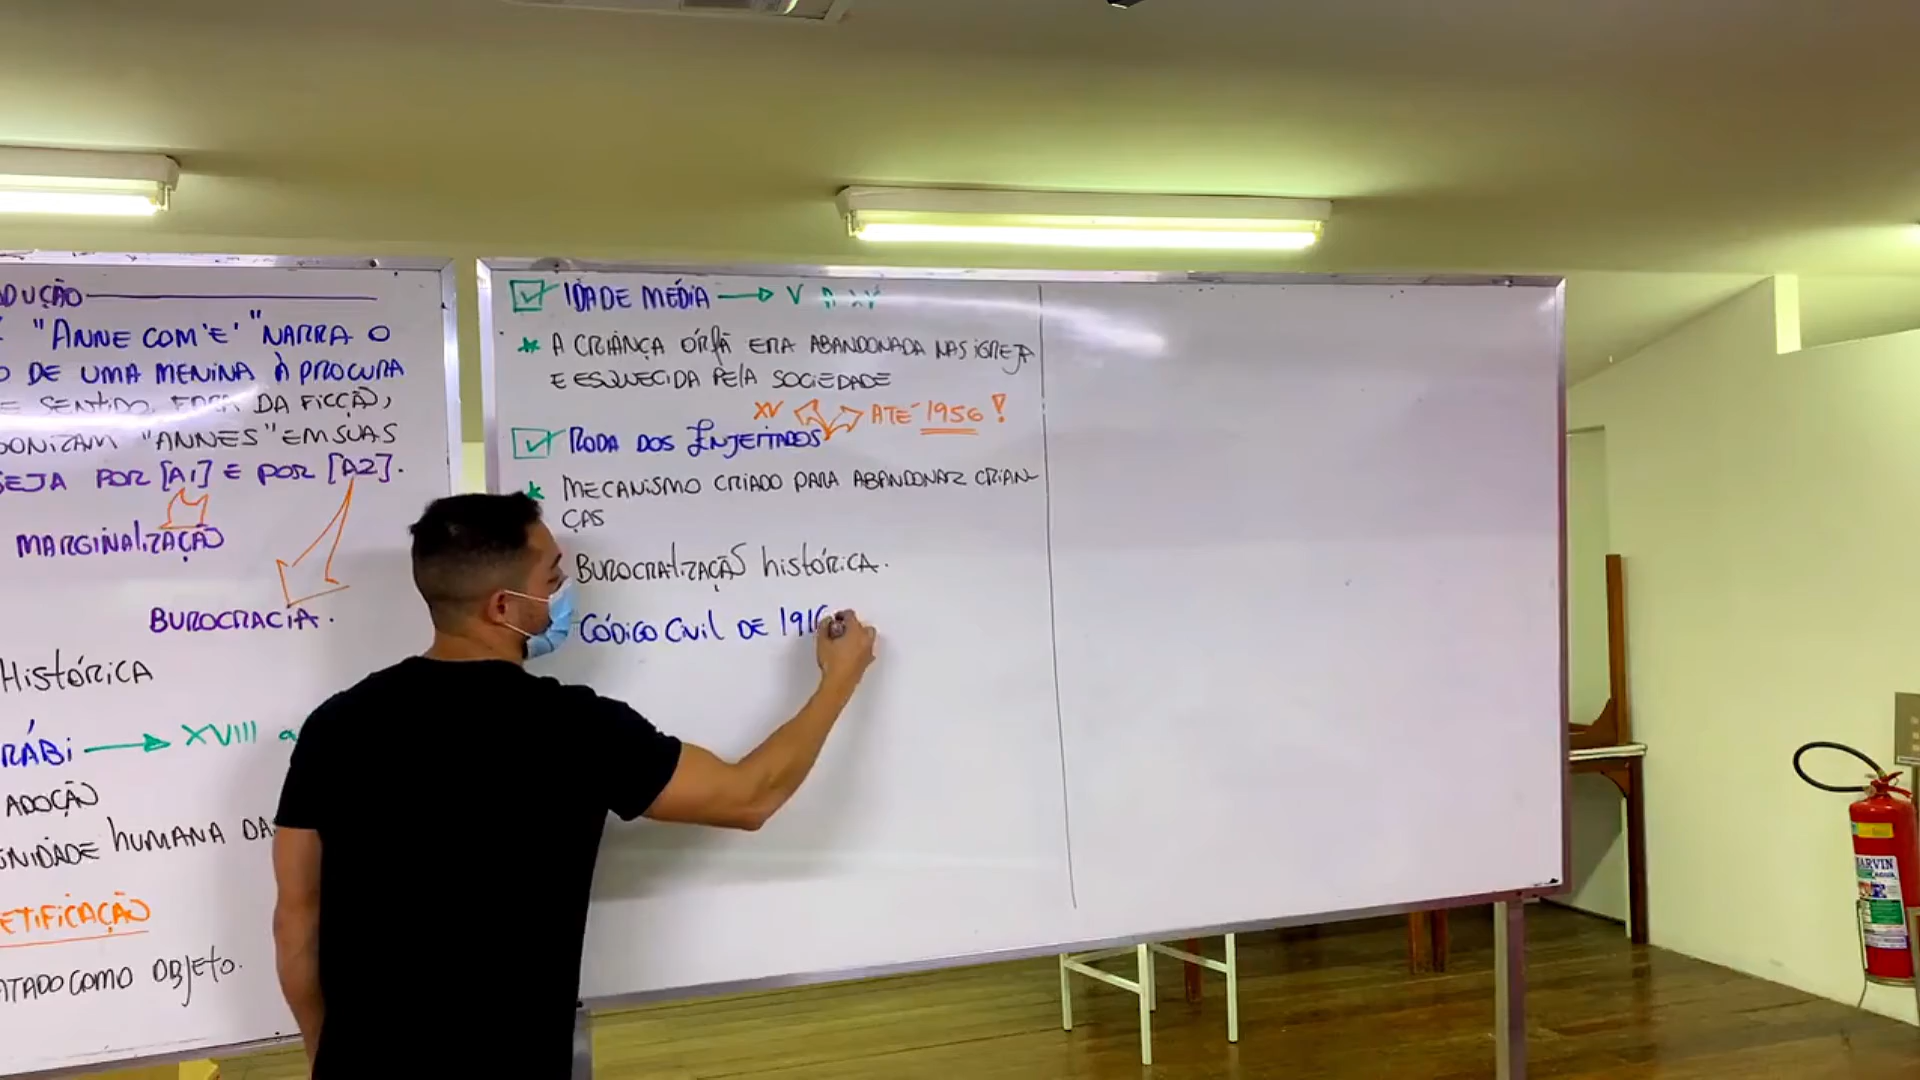 DUÇÃO
"ANNE COM 'E'" NARRA O
DE UMA MENINA À PROCURA
SENTIDO. FORA DA FICÇÃO,
"ANNES" EM SUAS
SEJA POR [A1] E POR [A2].
MARGINALIZAÇÃO
BUROCRACIA.
HISTÓRICA
RÁBI → XVIII a
ADOÇÃO
HUMANA DA
ETIFICAÇÃO
ATADO COMO OBJETO.
IDADE MÉDIA → V A XV
* A CRIANÇA ÓRFÃ ERA ABANDONADA NAS IGREJA
E ESQUECIDA PELA SOCIEDADE
XV ATÉ 1956!
RODA DOS ENJEITADOS
* MECANISMO CRIADO PARA ABANDONAR CRIAN-
ÇAS
BUROCRATIZAÇÃO HISTÓRICA.
CÓDIGO CIVIL DE 1916